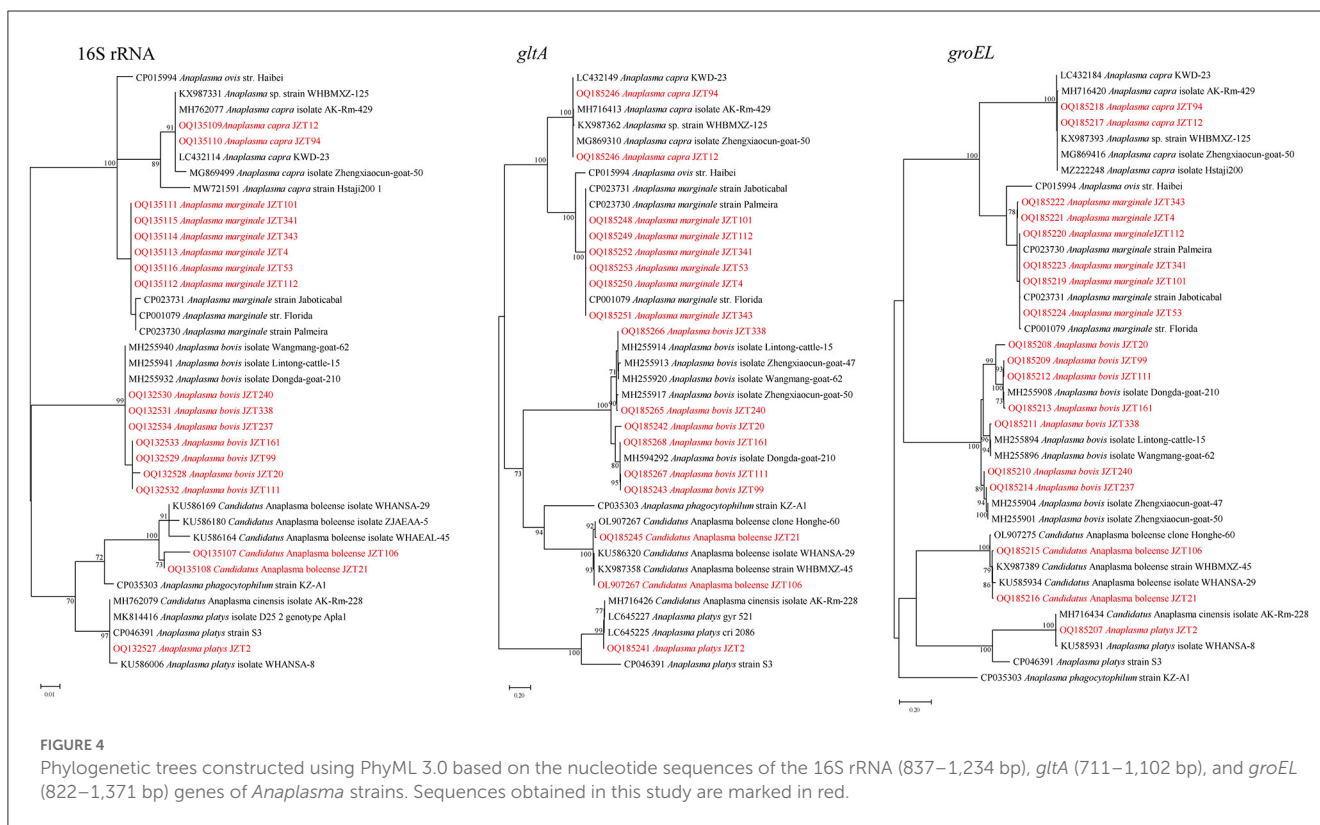 16S rRNA
CP015994 Anaplasma ovis str. Haibei
KX987331 Anaplasma sp. strain WHBMXZ-125
MH762077 Anaplasma capra isolate AK-Rm-429
91
OQ135109Anaplasma capra JZT12
OQ135110 Anaplasma capra JZT94
100
89
LC432114 Anaplasma capra KWD-23
MG869499 Anaplasma capra isolate Zhengxiaocun-goat-50
MW721591 Anaplasma capra strain Hstaji200 1
OQ135111 Anaplasma marginale JZT101
OQ135115 Anaplasma marginale JZT341
OQ135114 Anaplasma marginale JZT343
OQ135113 Anaplasma marginale JZT4
OQ135116 Anaplasma marginale JZT53
OQ135112 Anaplasma marginale JZT112
CP023731 Anaplasma marginale strain Jaboticabal
CP001079 Anaplasma marginale str. Florida
CP023730 Anaplasma marginale strain Palmeira
MH255940 Anaplasma bovis isolate Wangmang-goat-62
MH255941 Anaplasma bovis isolate Lintong-cattle-15
MH255932 Anaplasma bovis isolate Dongda-goat-210
99
OQ132530 Anaplasma bovis JZT240
OQ132531 Anaplasma bovis JZT338
OQ132534 Anaplasma bovis JZT237
OQ132533 Anaplasma bovis JZT161
OQ132529 Anaplasma bovis JZT99
OQ132528 Anaplasma bovis JZT20
OQ132532 Anaplasma bovis JZT111
KU586169 Candidatus Anaplasma boleense isolate WHANSA-29
91
KU586180 Candidatus Anaplasma boleense isolate ZJAEAA-5
100
KU586164 Candidatus Anaplasma boleense isolate WHAEAL-45
72
OQ135107 Candidatus Anaplasma boleense JZT106
73
OQ135108 Candidatus Anaplasma boleense JZT21
CP035303 Anaplasma phagocytophilum strain KZ-A1
70
MH762079 Candidatus Anaplasma cinensis isolate AK-Rm-228
MK814416 Anaplasma platys isolate D25 2 genotype Apla1
CP046391 Anaplasma platys strain S3
97
OQ132527 Anaplasma platys JZT2
KU586006 Anaplasma platys isolate WHANSA-8
0.01
gltA
LC432149 Anaplasma capra KWD-23
OQ185246 Anaplasma capra JZT94
100
MH716413 Anaplasma capra isolate AK-Rm-429
KX987362 Anaplasma sp. strain WHBMXZ-125
MG869310 Anaplasma capra isolate Zhengxiaocun-goat-50
100
OQ185246 Anaplasma capra JZT12
CP015994 Anaplasma ovis str. Haibei
CP023731 Anaplasma marginale strain Jaboticabal
CP023730 Anaplasma marginale strain Palmeira
100
OQ185248 Anaplasma marginale JZT101
OQ185249 Anaplasma marginale JZT112
100
OQ185252 Anaplasma marginale JZT341
OQ185253 Anaplasma marginale JZT53
OQ185250 Anaplasma marginale JZT4
CP001079 Anaplasma marginale str. Florida
OQ185251 Anaplasma marginale JZT343
OQ185266 Anaplasma bovis JZT338
MH255914 Anaplasma bovis isolate Lintong-cattle-15
MH255913 Anaplasma bovis isolate Zhengxiaocun-goat-47
71
MH255920 Anaplasma bovis isolate Wangmang-goat-62
MH255917 Anaplasma bovis isolate Zhengxiaocun-goat-50
90
100
OQ185265 Anaplasma bovis JZT240
OQ185242 Anaplasma bovis JZT20
OQ185268 Anaplasma bovis JZT161
MH594292 Anaplasma bovis isolate Dongda-goat-210
80
73
OQ185267 Anaplasma bovis JZT111
95
OQ185243 Anaplasma bovis JZT99
CP035303 Anaplasma phagocytophilum strain KZ-A1
OL907267 Candidatus Anaplasma boleense clone Honghe-60
92
94
OQ185245 Candidatus Anaplasma boleense JZT21
100
KU586320 Candidatus Anaplasma boleense isolate WHANSA-29
93
KX987358 Candidatus Anaplasma boleense strain WHBMXZ-45
OL907267 Candidatus Anaplasma boleense JZT106
MH716426 Candidatus Anaplasma cinensis isolate AK-Rm-228
77
LC645227 Anaplasma platys gyr 521
99
LC645225 Anaplasma platys cri 2086
OQ185241 Anaplasma platys JZT2
100
CP046391 Anaplasma platys strain S3
0.20
groEL
LC432184 Anaplasma capra KWD-23
MH716420 Anaplasma capra isolate AK-Rm-429
100
OQ185218 Anaplasma capra JZT94
OQ185217 Anaplasma capra JZT12
KX987393 Anaplasma sp. strain WHBMXZ-125
100
MG869416 Anaplasma capra isolate Zhengxiaocun-goat-50
MZ222248 Anaplasma capra isolate Hstaji200
CP015994 Anaplasma ovis str. Haibei
OQ185222 Anaplasma marginale JZT343
78
OQ185221 Anaplasma marginale JZT4
OQ185220 Anaplasma marginaleJZT112
CP023730 Anaplasma marginale strain Palmeira
OQ185223 Anaplasma marginale JZT341
OQ185219 Anaplasma marginale JZT101
CP023731 Anaplasma marginale strain Jaboticabal
OQ185224 Anaplasma marginale JZT53
CP001079 Anaplasma marginale str. Florida
OQ185208 Anaplasma bovis JZT20
99
OQ185209 Anaplasma bovis JZT99
93
OQ185212 Anaplasma bovis JZT111
100
MH255908 Anaplasma bovis isolate Dongda-goat-210
73
OQ185213 Anaplasma bovis JZT161
OQ185211 Anaplasma bovis JZT338
96
MH255894 Anaplasma bovis isolate Lintong-cattle-15
100
94
MH255896 Anaplasma bovis isolate Wangmang-goat-62
OQ185210 Anaplasma bovis JZT240
89
OQ185214 Anaplasma bovis JZT237
94
MH255904 Anaplasma bovis isolate Zhengxiaocun-goat-47
100
MH255901 Anaplasma bovis isolate Zhengxiaocun-goat-50
OL907275 Candidatus Anaplasma boleense clone Honghe-60
100
OQ185215 Candidatus Anaplasma boleense JZT106
79
KX987389 Candidatus Anaplasma boleense strain WHBMXZ-45
86
KU585934 Candidatus Anaplasma boleense isolate WHANSA-29
OQ185216 Candidatus Anaplasma boleense JZT21
MH716434 Candidatus Anaplasma cinensis isolate AK-Rm-228
100
OQ185207 Anaplasma platys JZT2
KU585931 Anaplasma platys isolate WHANSA-8
100
CP046391 Anaplasma platys strain S3
CP035303 Anaplasma phagocytophilum strain KZ-A1
0.20
FIGURE 4
Phylogenetic trees constructed using PhyML 3.0 based on the nucleotide sequences of the 16S rRNA (837–1,234 bp), gltA (711–1,102 bp), and groEL
(822–1,371 bp) genes of Anaplasma strains. Sequences obtained in this study are marked in red.